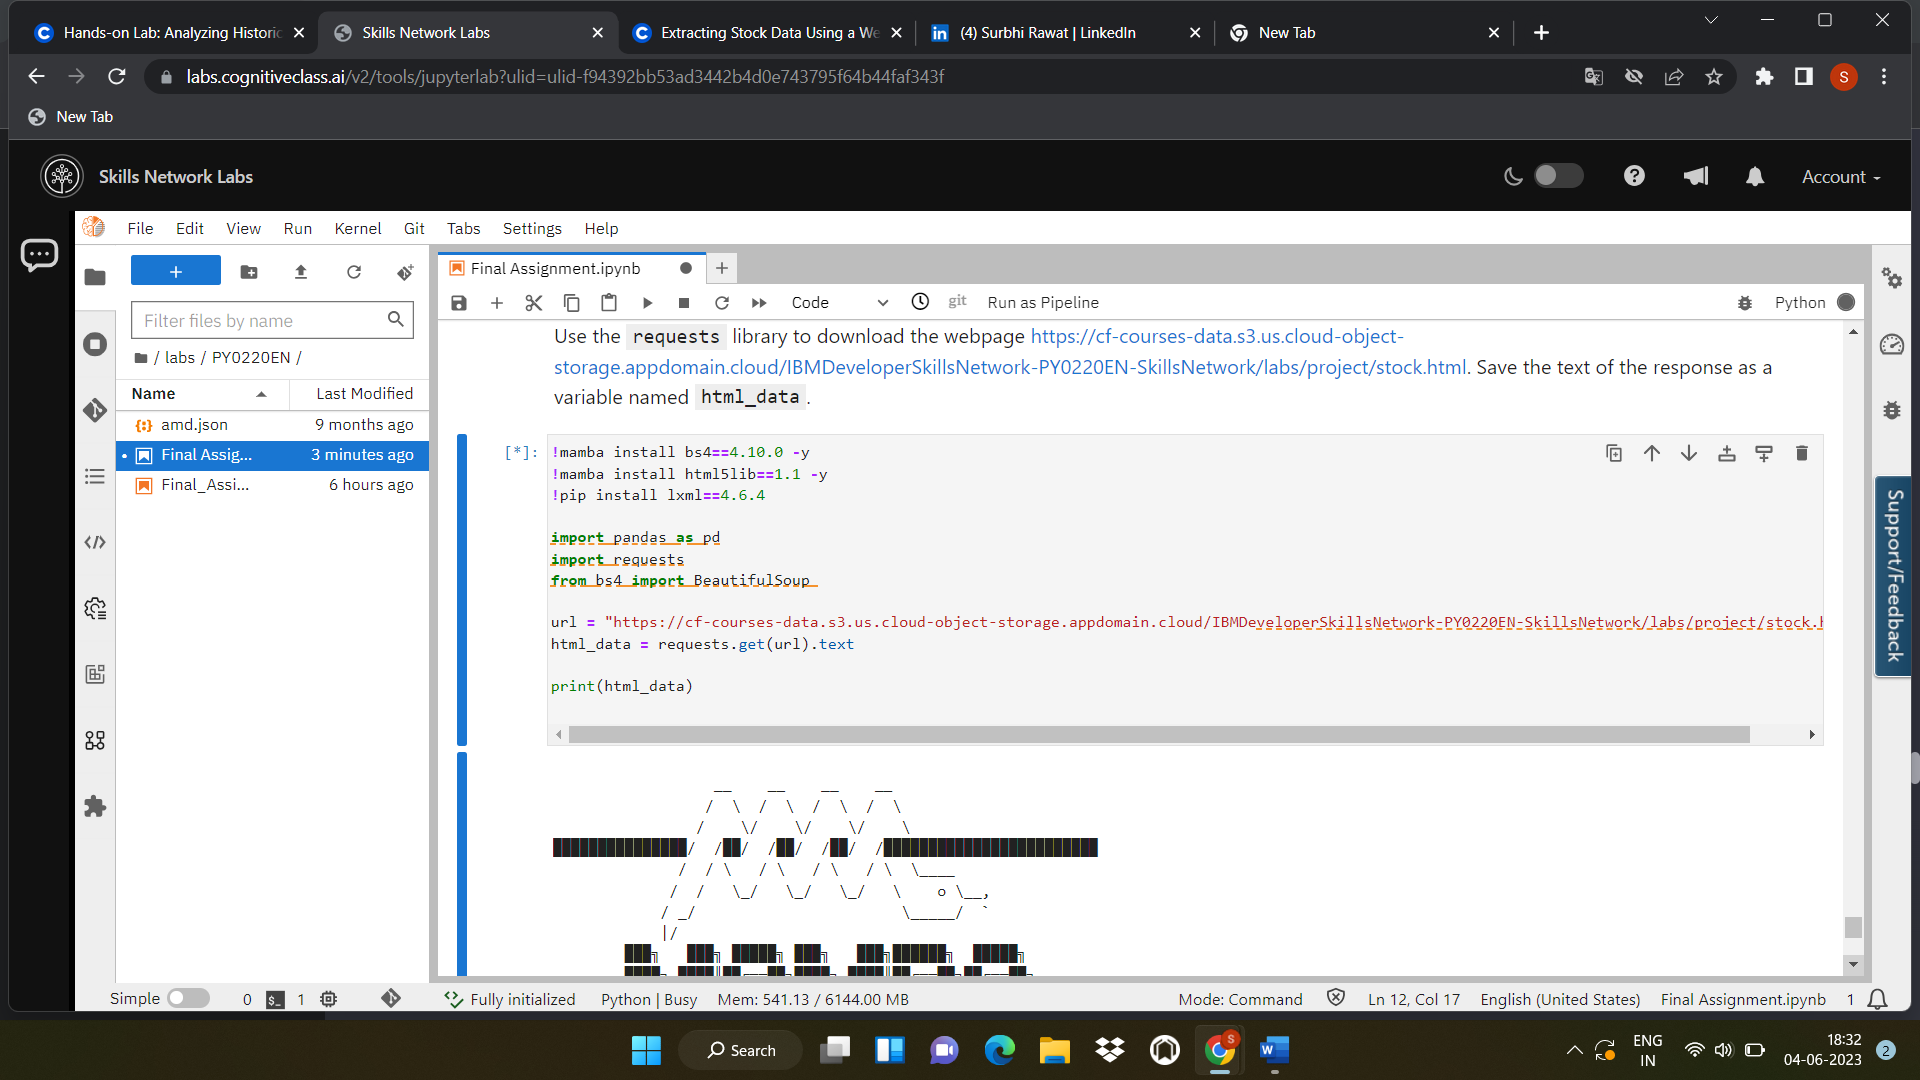 Hands-on Lab: Analyzing Historic
Skills Network Labs
Extracting Stock Data Using a We
(4) Surbhi Rawat | LinkedIn
New Tab
labs.cognitiveclass.ai/v2/tools/jupyterlab?ulid=ulid-f94392bb53ad3442b4d0e743795f64b44faf343f
S
New Tab
Skills Network Labs
Account
File Edit View Run Kernel Git Tabs Settings Help
Final Assignment.ipynb
Code
git
Run as Pipeline
Python
Filter files by name
/ labs / PY0220EN /
Name Last Modified
amd.json 9 months ago
Final Assig... 3 minutes ago
Final_Assi... 6 hours ago
Use the requests library to download the webpage https://cf-courses-data.s3.us.cloud-object-
storage.appdomain.cloud/IBMDeveloperSkillsNetwork-PY0220EN-SkillsNetwork/labs/project/stock.html. Save the text of the response as a
variable named html_data.
[*]:
!mamba install bs4==4.10.0 -y
!mamba install html5lib==1.1 -y
!pip install lxml==4.6.4
import pandas as pd
import requests
from bs4 import BeautifulSoup
url = "https://cf-courses-data.s3.us.cloud-object-storage.appdomain.cloud/IBMDeveloperSkillsNetwork-PY0220EN-SkillsNetwork/labs/project/stock.h
html_data = requests.get(url).text
print(html_data)
Support/Feedback
Simple 0 1 Fully initialized Python | Busy Mem: 541.13 / 6144.00 MB Mode: Command Ln 12, Col 17 English (United States) Final Assignment.ipynb 1
Search
ENG
IN
18:32
04-06-2023
2